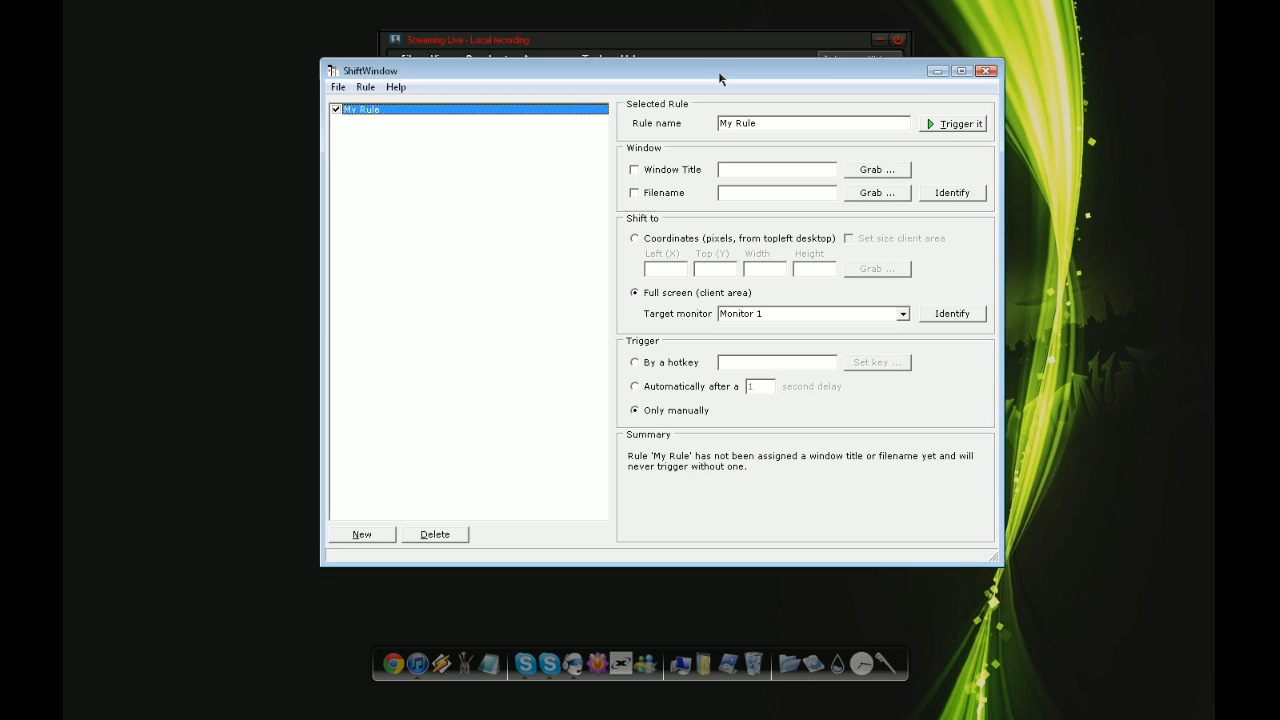 Streaming Live - Local recording
ShiftWindow
File Rule Help
My Rule
Selected Rule
Rule name My Rule Trigger it
Window
Window Title Grab ...
Filename Grab ... Identify
Shift to
Coordinates (pixels, from topleft desktop) Set size client area
Left (X) Top (Y) Width Height
Grab ...
Full screen (client area)
Target monitor Monitor 1 Identify
Trigger
By a hotkey Set key ...
Automatically after a 1 second delay
Only manually
Summary
Rule 'My Rule' has not been assigned a window title or filename yet and will
never trigger without one.
New Delete